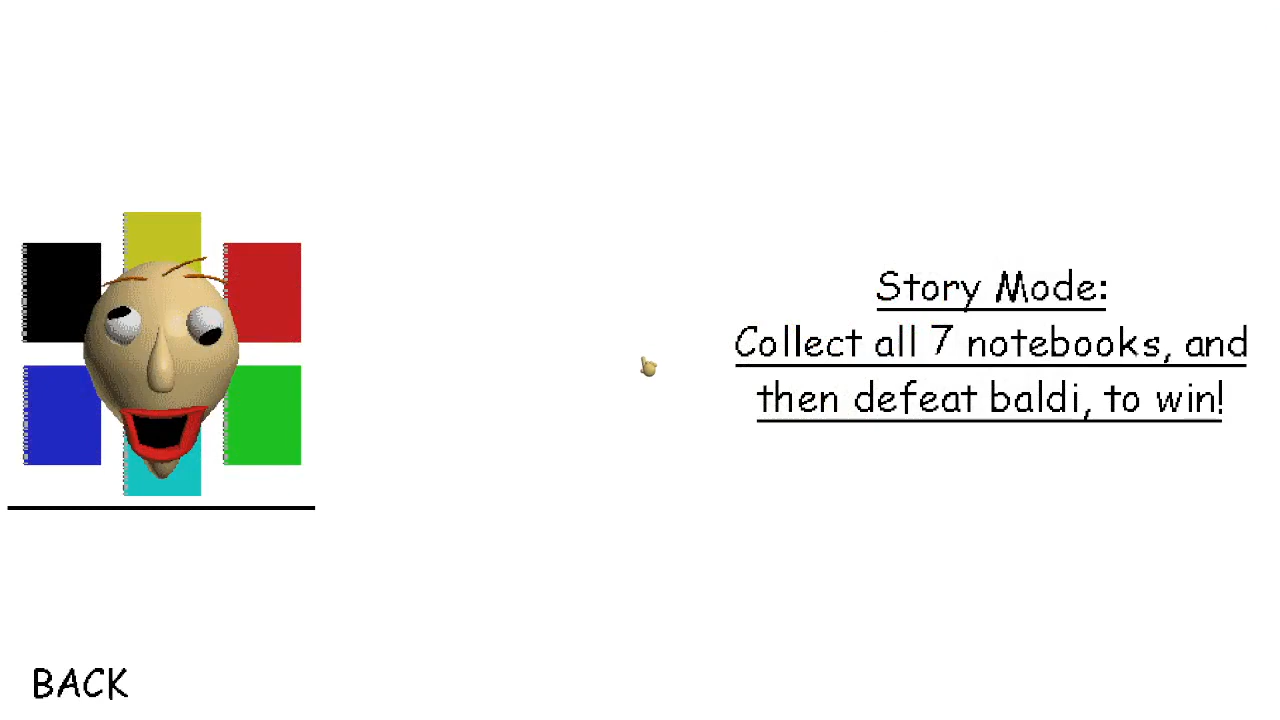 Story Mode:
Collect all 7 notebooks, and
then defeat baldi, to win!
BACK